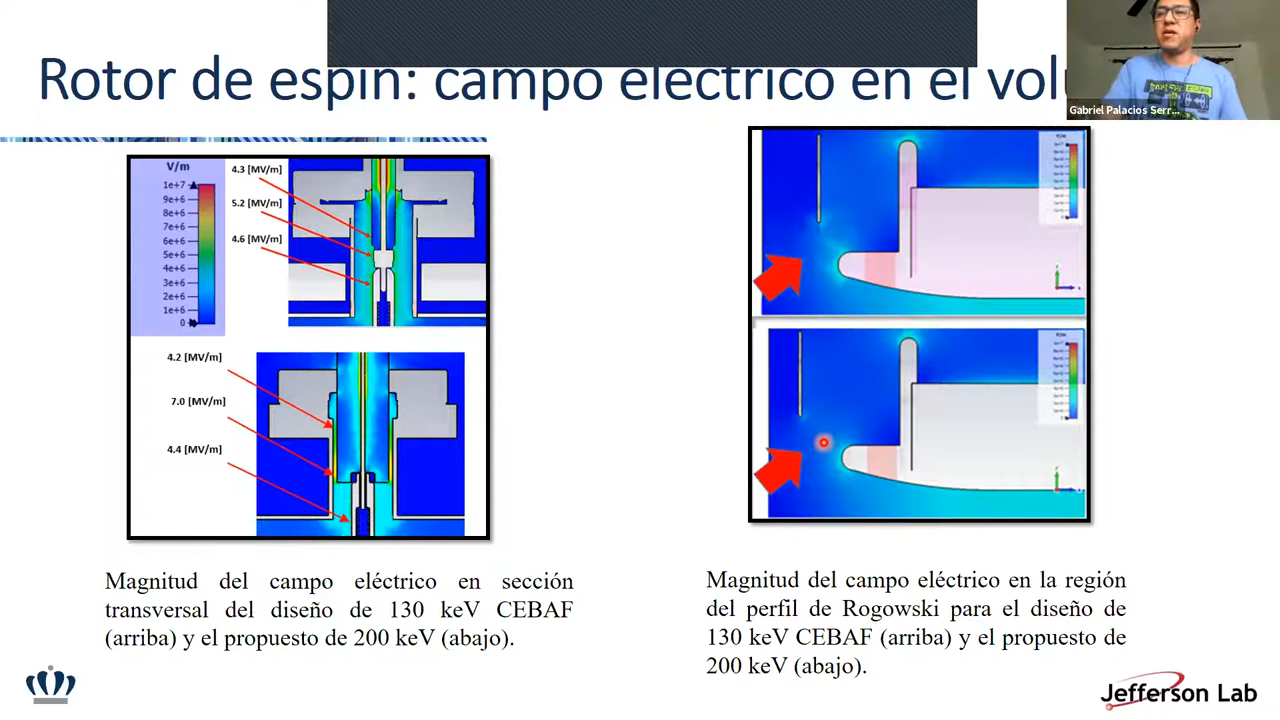 Rotor de espín: campo eléctrico en el vol
Gabriel Palacios Serr...
V/m
1e+7
9e+6
8e+6
7e+6
6e+6
5e+6
4e+6
3e+6
2e+6
1e+6
0
4.3 [MV/m]
5.2 [MV/m]
4.6 [MV/m]
4.2 [MV/m]
7.0 [MV/m]
4.4 [MV/m]
Magnitud del campo eléctrico en sección
transversal del diseño de 130 keV CEBAF
(arriba) y el propuesto de 200 keV (abajo).
Magnitud del campo eléctrico en la región
del perfil de Rogowski para el diseño de
130 keV CEBAF (arriba) y el propuesto de
200 keV (abajo).
Jefferson Lab